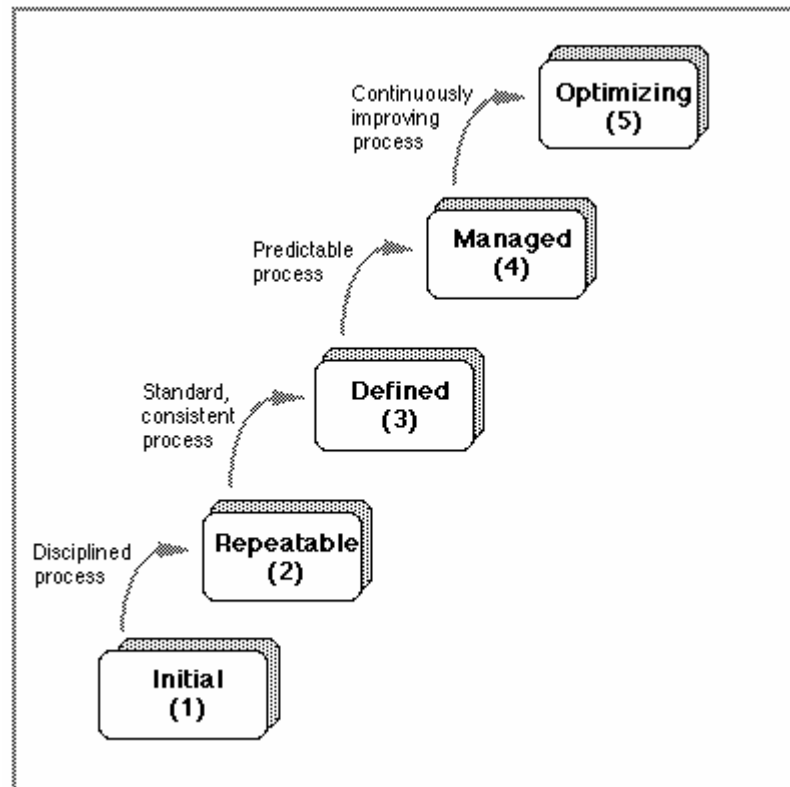 Continuously
improving
process
Optimizing
(5)
Predictable
process
Managed
(4)
Standard,
consistent
process
Defined
(3)
Disciplined
process
Repeatable
(2)
Initial
(1)